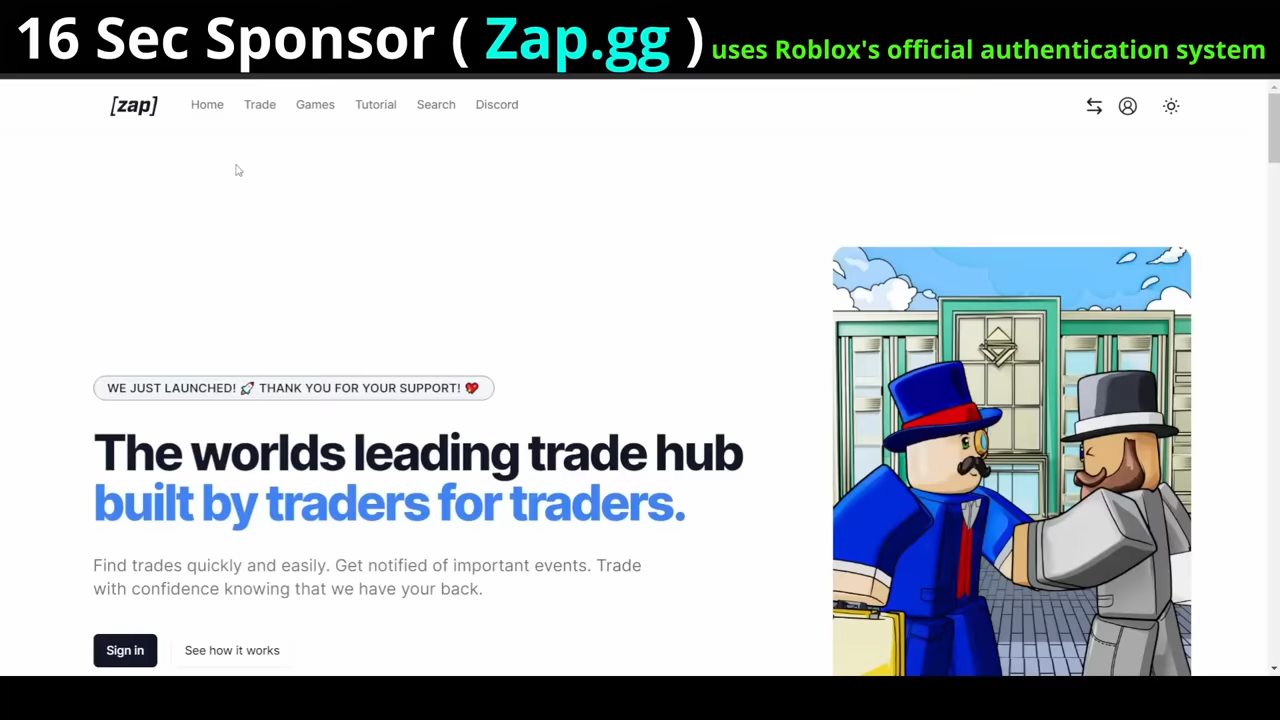 16 Sec Sponsor ( Zap.gg ) uses Roblox's official authentication system
[zap] Home Trade Games Tutorial Search Discord
WE JUST LAUNCHED! 🚀 THANK YOU FOR YOUR SUPPORT! 💖
The worlds leading trade hub
built by traders for traders.
Find trades quickly and easily. Get notified of important events. Trade
with confidence knowing that we have your back.
Sign in See how it works